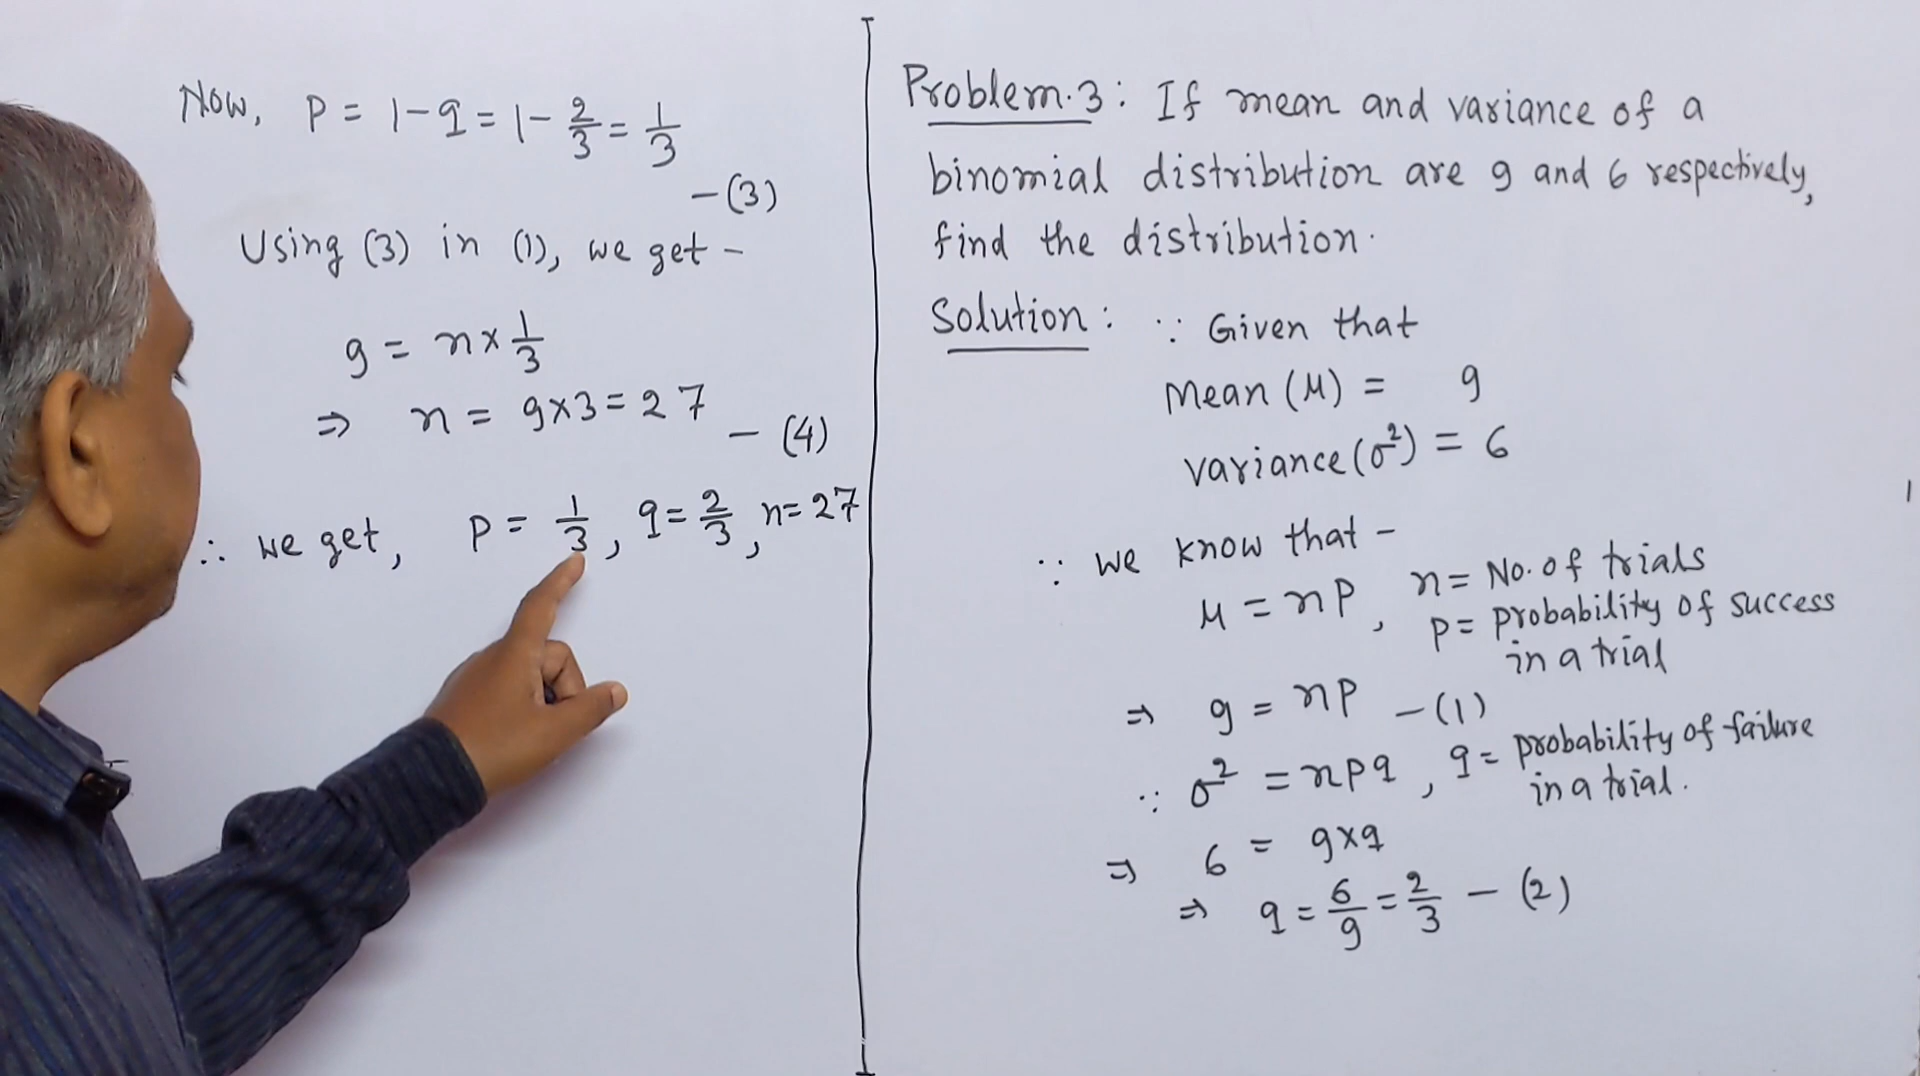 Problem.3: If mean and variance of a
binomial distribution are 9 and 6 respectively,
find the distribution.
Solution: ∵ Given that
Mean (μ) = 9
variance (σ²) = 6
∵ we know that -
μ = np, n = No. of trials
p = probability of success
in a trial
⇒ 9 = np - (1)
∵ σ² = npq, q = probability of failure
in a trial.
⇒ 6 = 9×q
⇒ q = 6/9 = 2/3 - (2)
Now, p = 1-q = 1 - 2/3 = 1/3
- (3)
Using (3) in (1), we get -
9 = n × 1/3
⇒ n = 9×3 = 27
- (4)
∴ we get, p = 1/3, q = 2/3, n = 27